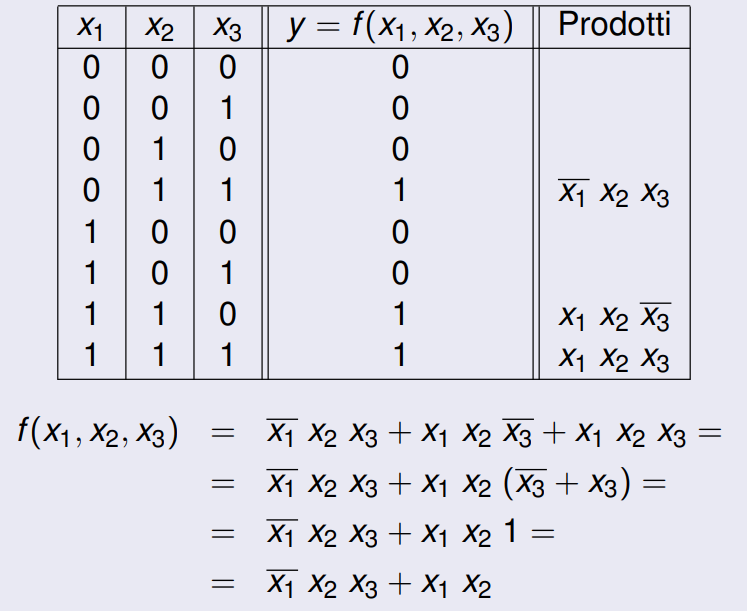 x₁ x₂ x₃ y = f(x₁, x₂, x₃) Prodotti
0 0 0 0
0 0 1 0
0 1 0 0
0 1 1 1 x̅₁ x₂ x₃
1 0 0 0
1 0 1 0
1 1 0 1 x₁ x₂ x̅₃
1 1 1 1 x₁ x₂ x₃
f(x₁, x₂, x₃) = x̅₁ x₂ x₃ + x₁ x₂ x̅₃ + x₁ x₂ x₃ =
= x̅₁ x₂ x₃ + x₁ x₂ (x̅₃ + x₃) =
= x̅₁ x₂ x₃ + x₁ x₂ 1 =
= x̅₁ x₂ x₃ + x₁ x₂